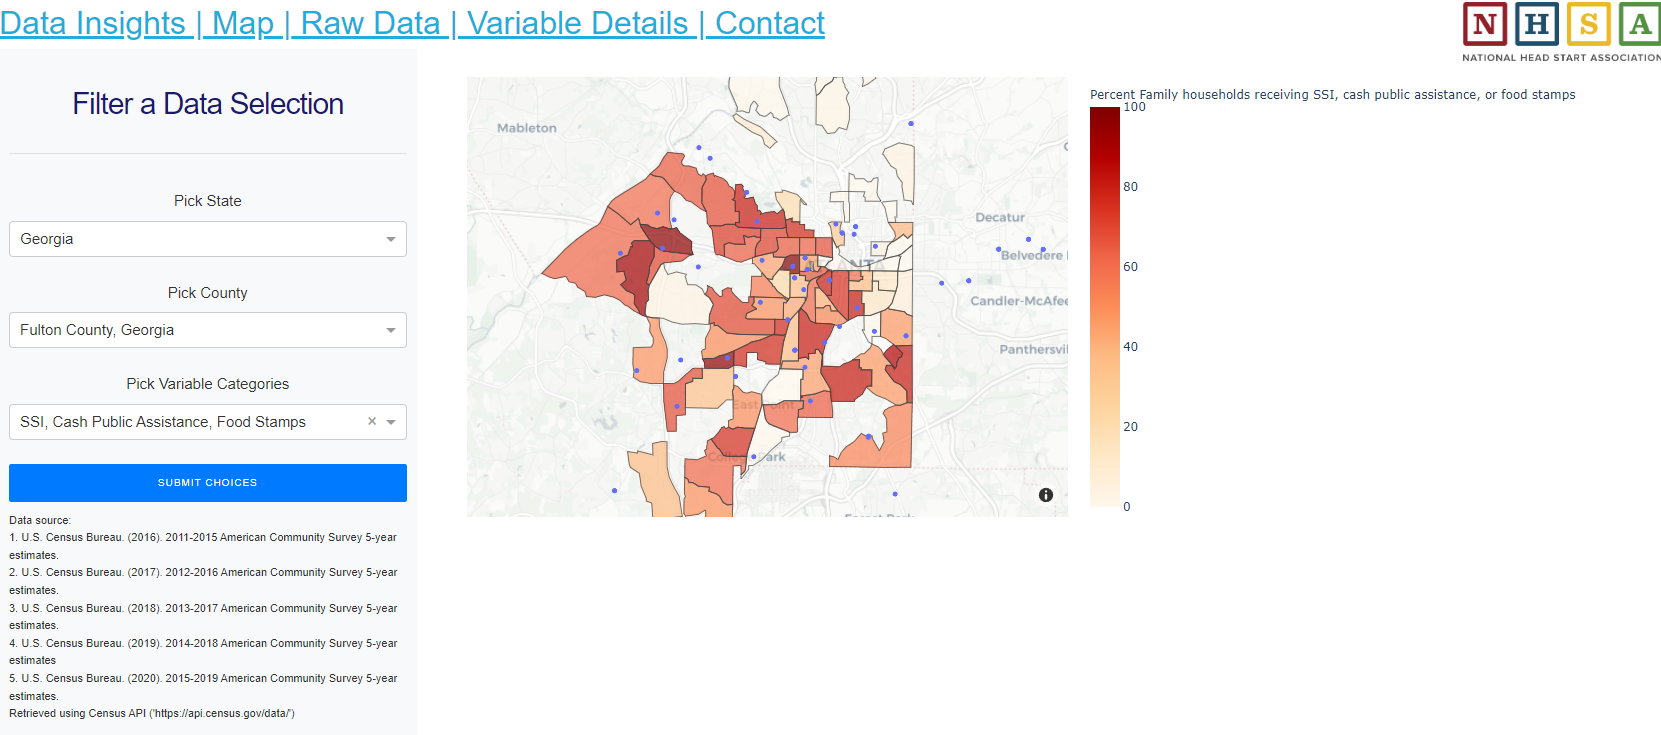 Data Insights | Map | Raw Data | Variable Details | Contact
N H S A
NATIONAL HEAD START ASSOCIATION
Filter a Data Selection
Pick State
Georgia
Pick County
Fulton County, Georgia
Pick Variable Categories
SSI, Cash Public Assistance, Food Stamps ×
SUBMIT CHOICES
Data source:
1. U.S. Census Bureau. (2016). 2011-2015 American Community Survey 5-year
estimates.
2. U.S. Census Bureau. (2017). 2012-2016 American Community Survey 5-year
estimates.
3. U.S. Census Bureau. (2018). 2013-2017 American Community Survey 5-year
estimates.
4. U.S. Census Bureau. (2019). 2014-2018 American Community Survey 5-year
estimates
5. U.S. Census Bureau. (2020). 2015-2019 American Community Survey 5-year
estimates.
Retrieved using Census API ('https://api.census.gov/data/')
Mableton
Decatur
Belvedere
Candler-McAfee
Panthersvi
East Point
Park
Percent Family households receiving SSI, cash public assistance, or food stamps
100
80
60
40
20
0